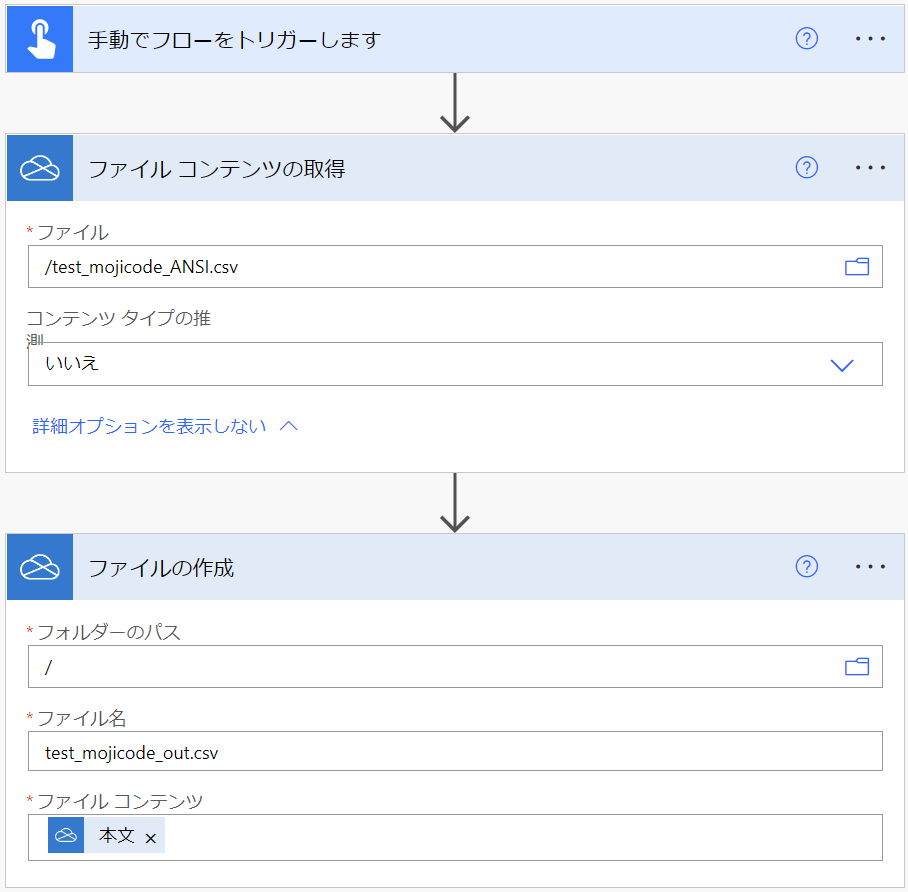 手動でフローをトリガーします
ファイル コンテンツの取得
* ファイル
/test_mojicode_ANSI.csv
コンテンツ タイプの推
測
いいえ
詳細オプションを表示しない
ファイルの作成
* フォルダーのパス
/
* ファイル名
test_mojicode_out.csv
* ファイル コンテンツ
本文 ×